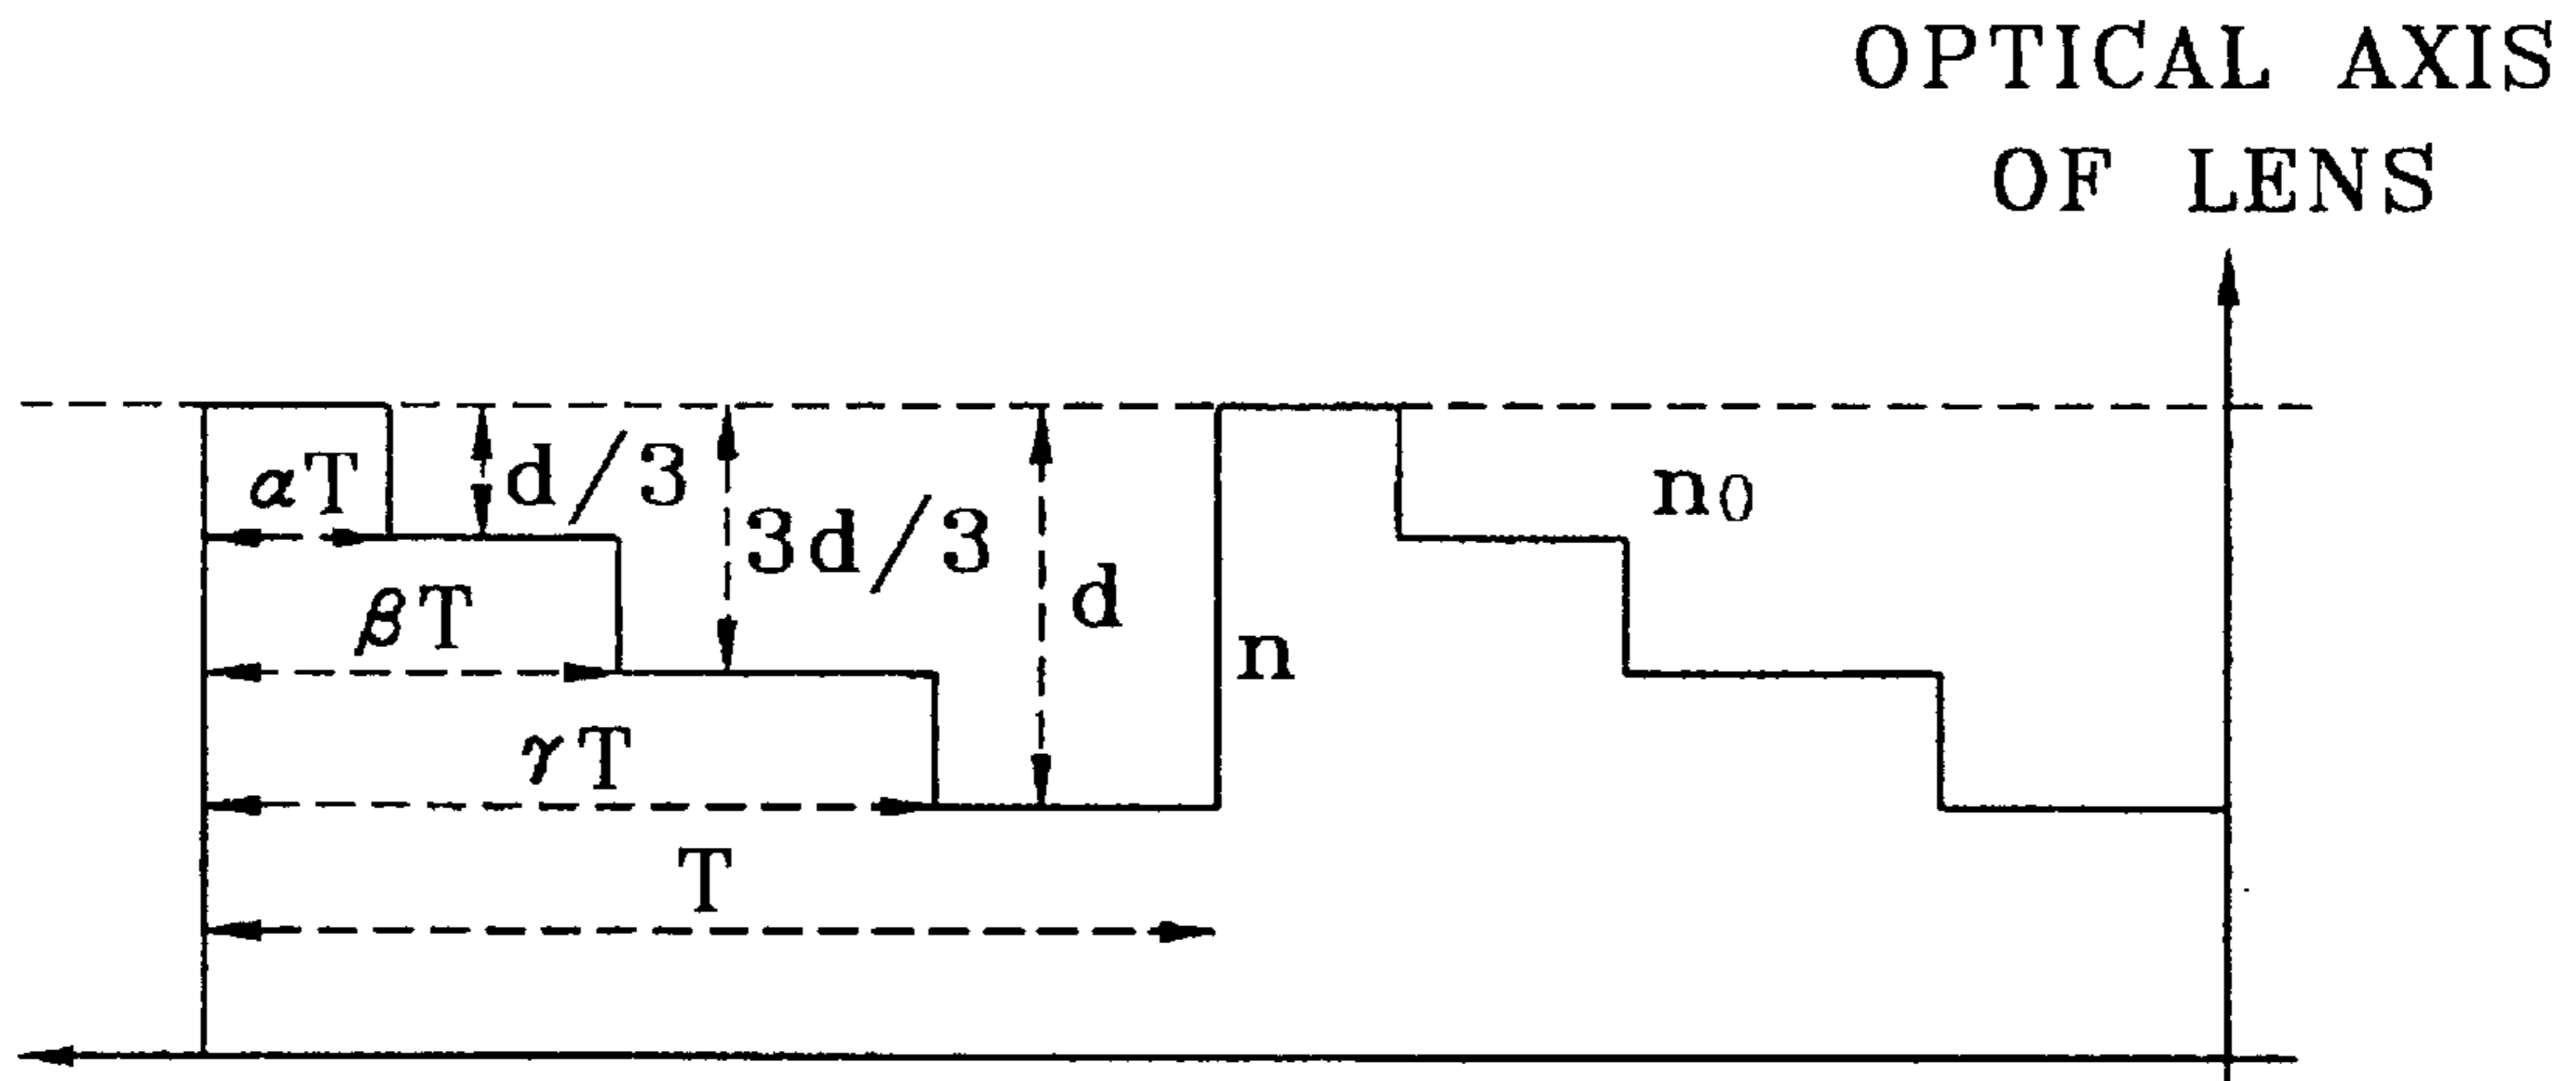 OPTICAL AXIS
OF LENS
αT
d/3
3d/3
d
n₀
βT
n
γT
T